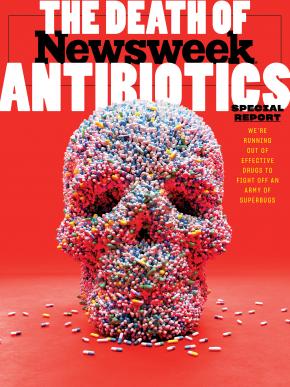 THE DEATH OF
Newsweek
ANTIBIOTICS
SPECIAL
REPORT
WE'RE
RUNNING
OUT OF
EFFECTIVE
DRUGS TO
FIGHT OFF AN
ARMY OF
SUPERBUGS